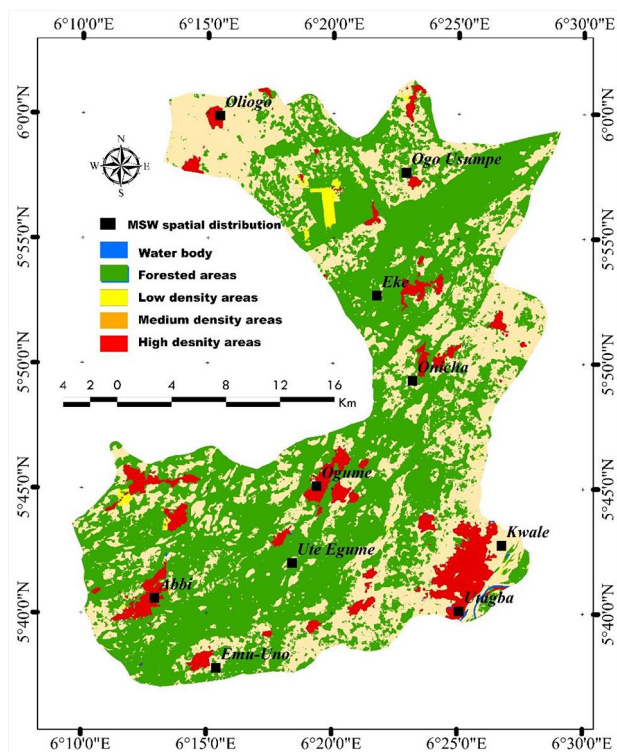 6°10'0"E 6°15'0"E 6°20'0"E 6°25'0"E 6°30'0"E
6°0'0"N 6°0'0"N
Oliogo
N
W E
S
Ogo Usumpe
MSW spatial distribution
5°55'0"N 5°55'0"N
Water body
Forested areas
Eke
Low density areas
Medium density areas
High desnity areas
5°50'0"N 5°50'0"N
Onicha
4 2 0 4 8 12 16
Km
5°45'0"N 5°45'0"N
Ogume
Kwale
Ute Egume
Abbi
Utagba
5°40'0"N 5°40'0"N
Emu-Uno
6°10'0"E 6°15'0"E 6°20'0"E 6°25'0"E 6°30'0"E